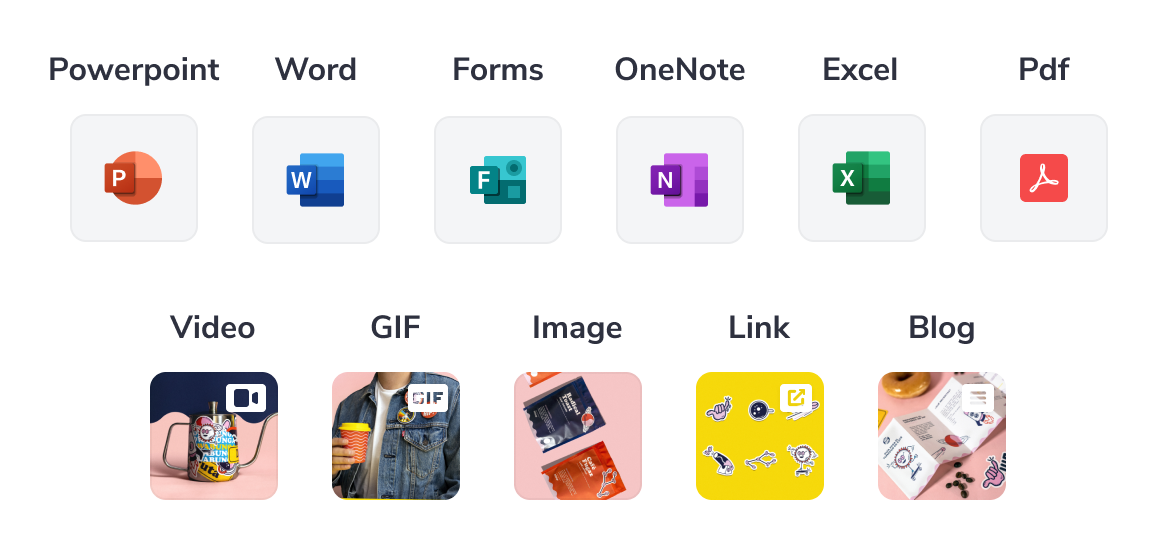 Powerpoint Word Forms OneNote Excel Pdf
P W F N X
Video GIF Image Link Blog
GIF